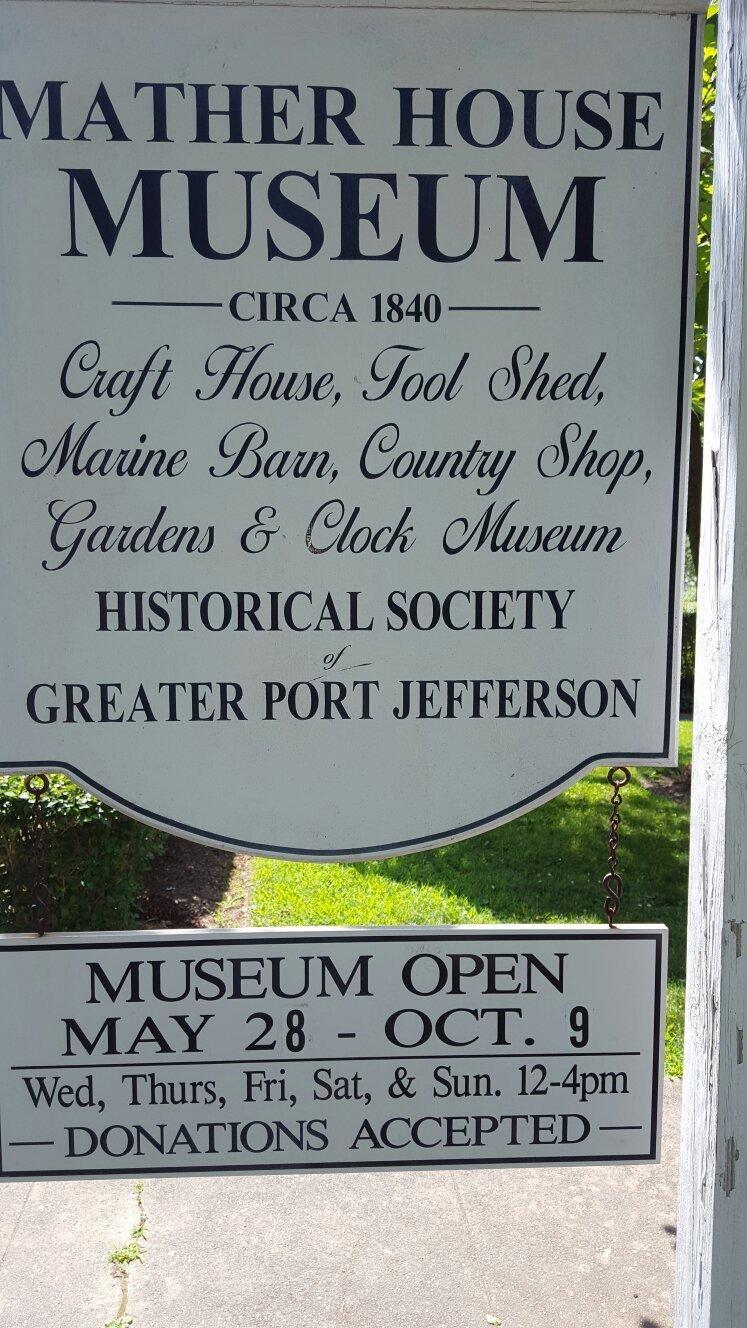 MATHER HOUSE
MUSEUM
CIRCA 1840
Craft House, Tool Shed,
Marine Barn, Country Shop,
Gardens & Clock Museum
HISTORICAL SOCIETY
of
GREATER PORT JEFFERSON
MUSEUM OPEN
MAY 28 - OCT. 9
Wed, Thurs, Fri, Sat, & Sun. 12-4pm
— DONATIONS ACCEPTED —